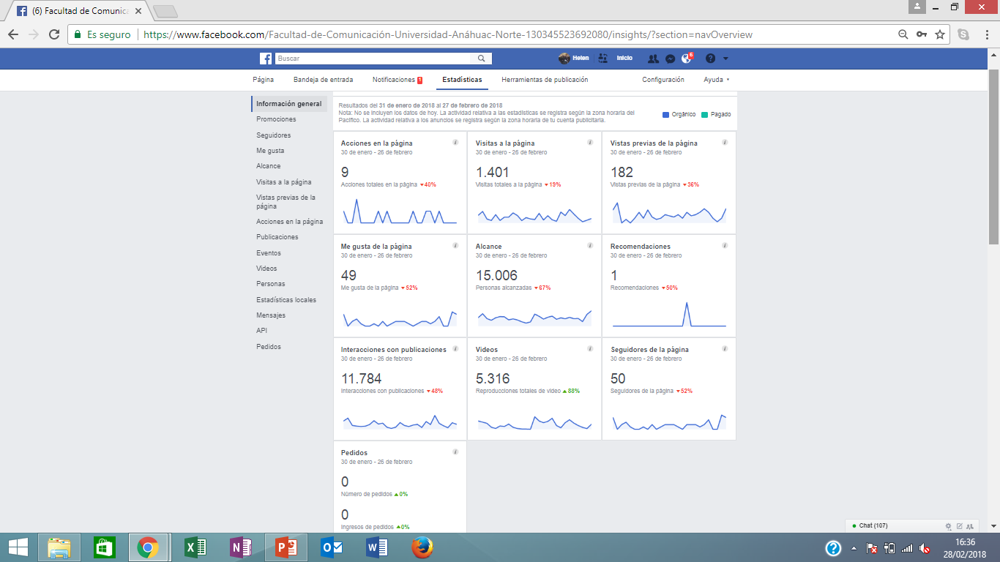 (6) Facultad de Comunica
Es seguro | https://www.facebook.com/Facultad-de-Comunicación-Universidad-Anáhuac-Norte-130345523692080/insights/?section=navOverview
Buscar
Helen
Inicio
6
Página
Bandeja de entrada
Notificaciones 1
Estadísticas
Herramientas de publicación
Configuración
Ayuda
Información general
Promociones
Seguidores
Me gusta
Alcance
Visitas a la página
Vistas previas de la
página
Acciones en la página
Publicaciones
Eventos
Videos
Personas
Estadísticas locales
Mensajes
API
Pedidos
Resultados del 31 de enero de 2018 al 27 de febrero de 2018
Nota: No se incluyen los datos de hoy. La actividad relativa a las estadísticas se registra según la zona horaria del
Pacífico. La actividad relativa a los anuncios se registra según la zona horaria de tu cuenta publicitaria.
Orgánico
Pagado
Acciones en la página
30 de enero - 26 de febrero
9
Acciones totales en la página ▼40%
Visitas a la página
30 de enero - 26 de febrero
1.401
Visitas totales a la página ▼19%
Vistas previas de la página
30 de enero - 26 de febrero
182
Vistas previas de la página ▼36%
Me gusta de la página
30 de enero - 26 de febrero
49
Me gusta de la página ▼52%
Alcance
30 de enero - 26 de febrero
15.006
Personas alcanzadas ▼67%
Recomendaciones
30 de enero - 26 de febrero
1
Recomendaciones ▼50%
Interacciones con publicaciones
30 de enero - 26 de febrero
11.784
Interacciones con publicaciones ▼48%
Videos
30 de enero - 26 de febrero
5.316
Reproducciones totales de video ▲88%
Seguidores de la página
30 de enero - 26 de febrero
50
Seguidores de la página ▼52%
Pedidos
30 de enero - 26 de febrero
0
Número de pedidos ▲0%
0
Ingresos de pedidos ▲0%
Chat (107)
16:36
28/02/2018